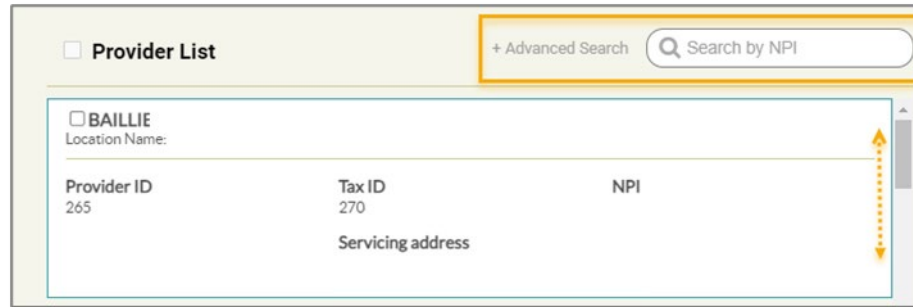 Provider List
+ Advanced Search
Search by NPI
BAILLIE
Location Name:
Provider ID Tax ID NPI
265 270
Servicing address